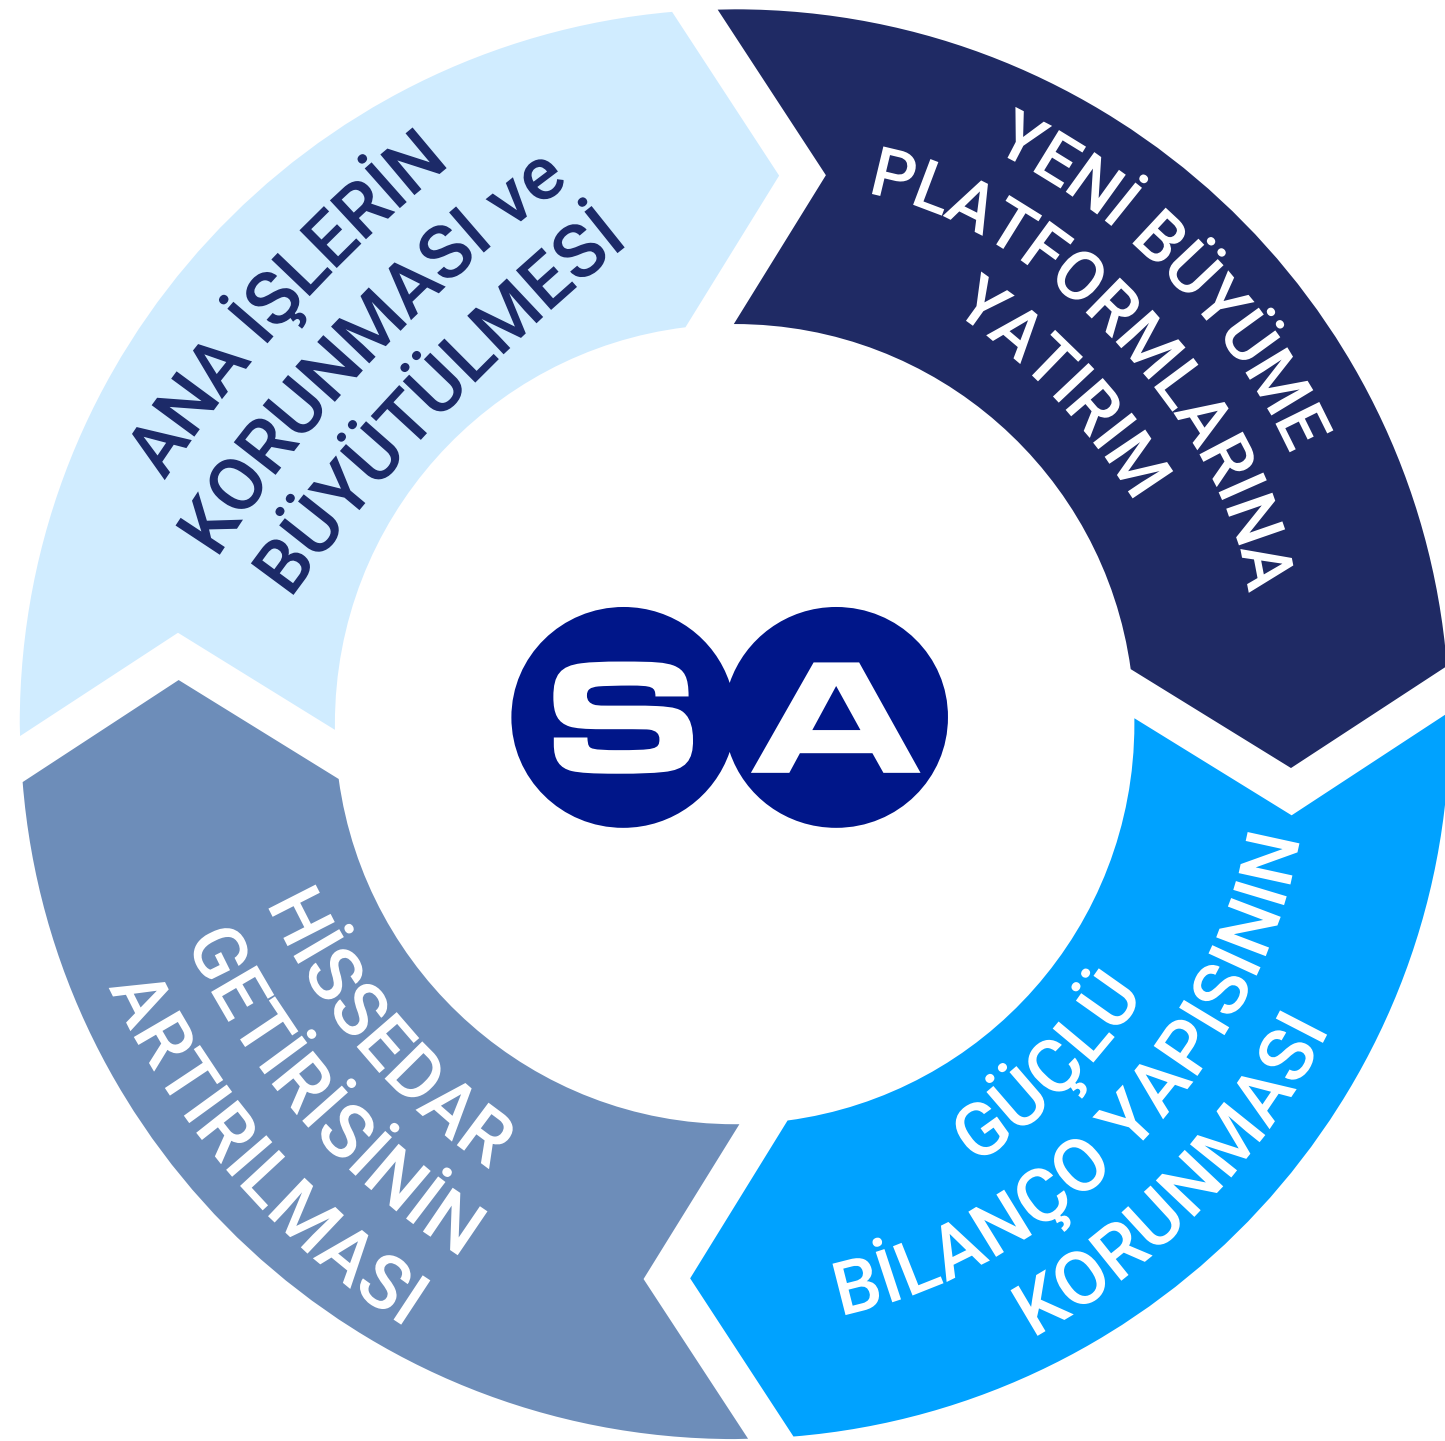 ANA İŞLERİN
KORUNMASI ve
BÜYÜTÜLMESİ
YENİ BÜYÜME
PLATFORMLARINA
YATIRIM
GÜÇLÜ
BİLANÇO YAPISININ
KORUNMASI
HİSSEDAR
GETİRİSİNİN
ARTIRILMASI
SA